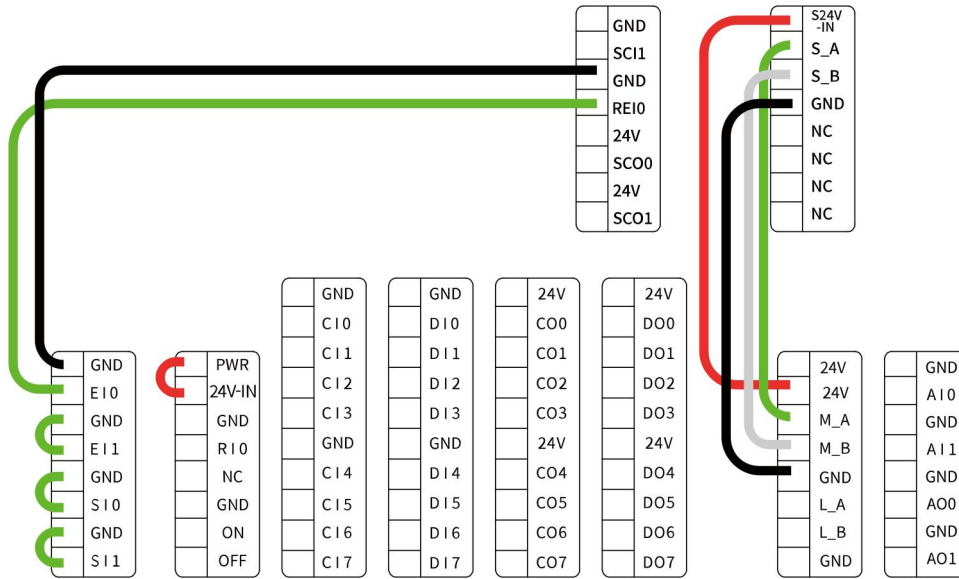 GND
SCI1
GND
REI0
24V
SCO0
24V
SCO1
S24V
-IN
S_A
S_B
GND
NC
NC
NC
NC
GND
EI0
GND
EI1
GND
SI0
GND
SI1
PWR
24V-IN
GND
RI0
NC
GND
ON
OFF
GND
CI0
CI1
CI2
CI3
GND
CI4
CI5
CI6
CI7
GND
DI0
DI1
DI2
DI3
GND
DI4
DI5
DI6
DI7
24V
CO0
CO1
CO2
CO3
24V
CO4
CO5
CO6
CO7
24V
DO0
DO1
DO2
DO3
24V
DO4
DO5
DO6
DO7
24V
24V
M_A
M_B
GND
L_A
L_B
GND
GND
AI0
GND
AI1
GND
AO0
GND
AO1